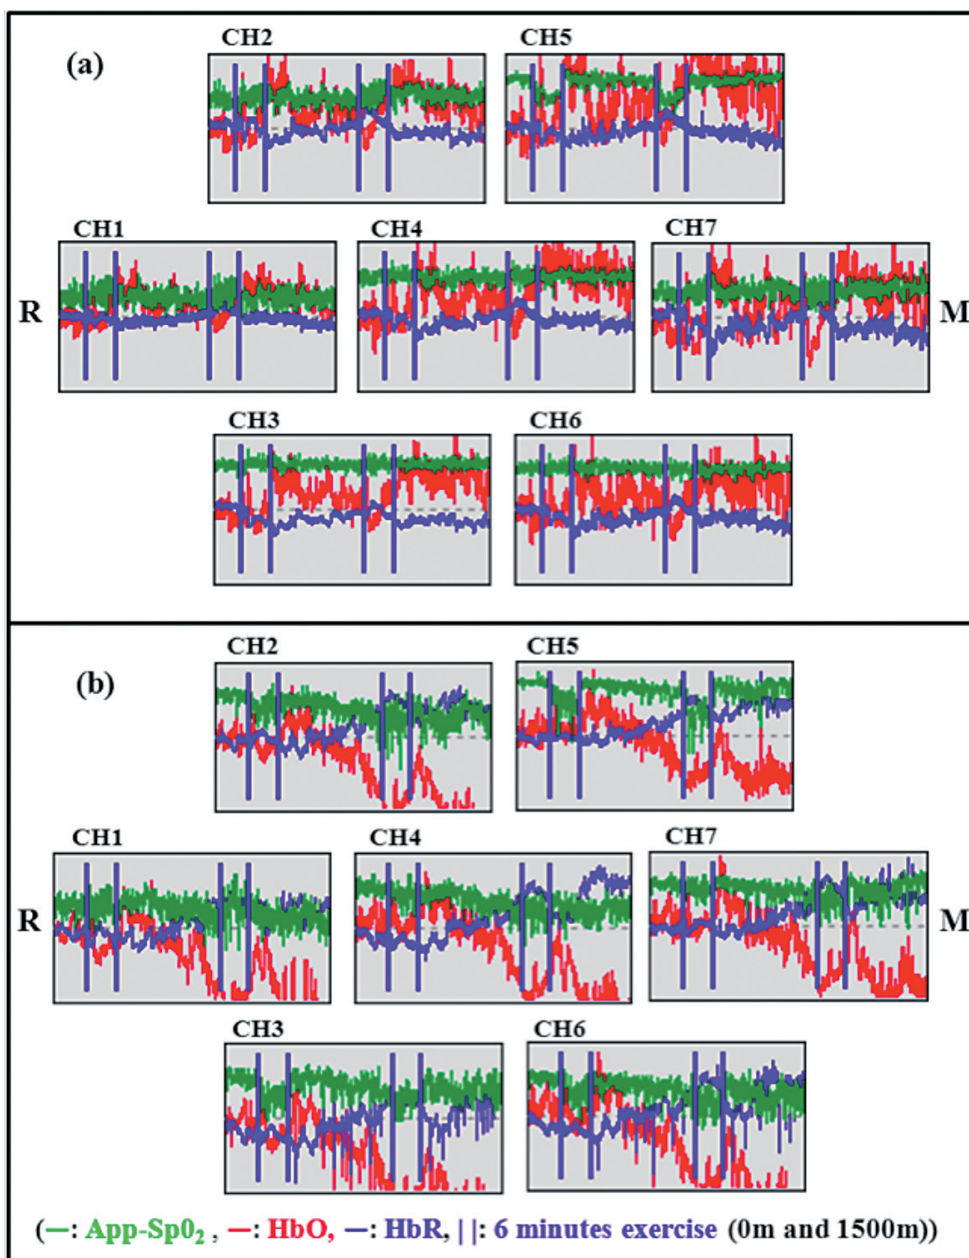 (a)
CH2 CH5
CH1 CH4 CH7
R M
CH3 CH6
(b)
CH2 CH5
CH1 CH4 CH7
R M
CH3 CH6
(—: App-Sp0₂ , —: HbO, —: HbR, ||: 6 minutes exercise (0m and 1500m))